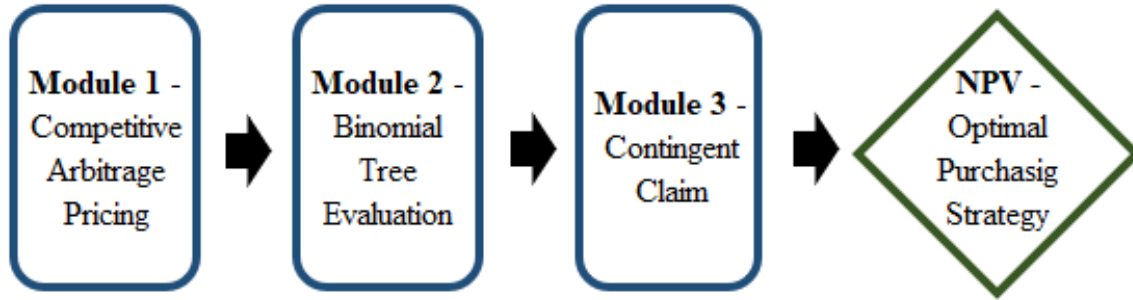 Module 1 -
Competitive
Arbitrage
Pricing
Module 2 -
Binomial
Tree
Evaluation
Module 3 -
Contingent
Claim
NPV -
Optimal
Purchasig
Strategy